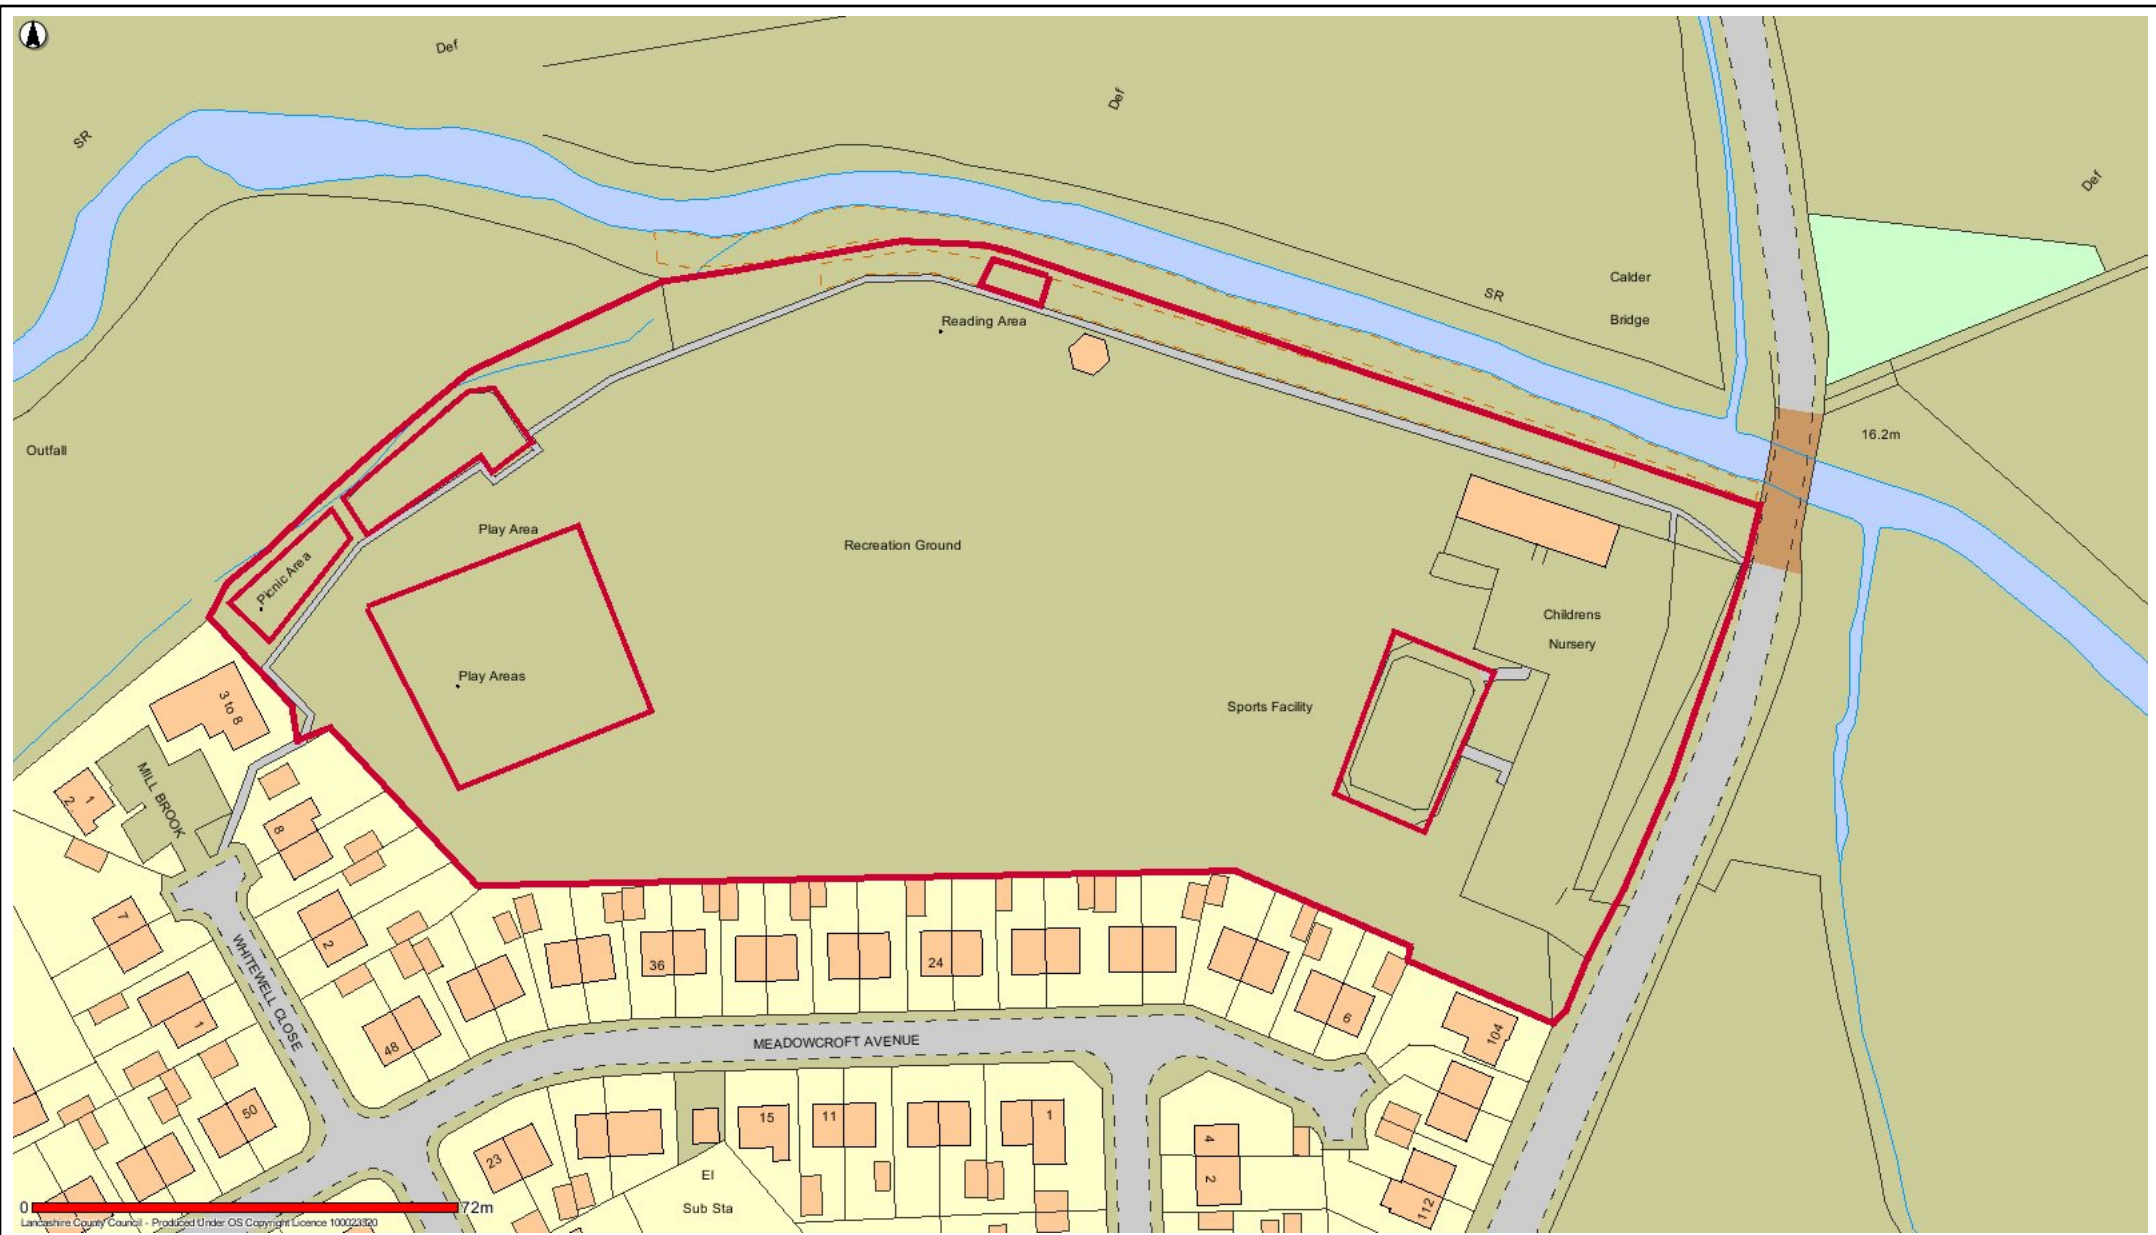 Def
Def
SR
Def
Calder
SR
Bridge
Reading Area
16.2m
Outfall
Play Area
Recreation Ground
Picnic Area
Childrens
Nursery
Play Areas
Sports Facility
3 to 8
MILL BROOK
1
2
8
7
2
36
24
WHITEWELL CLOSE
1
48
6
104
MEADOWCROFT AVENUE
50
15
11
1
23
4
El
2
Sub Sta
112
0
72m
Lancashire County Council - Produced Under OS Copyright Licence 100023320